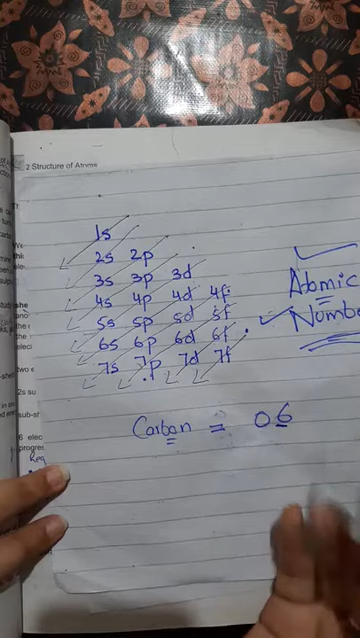 2 Structure of Atoms
1s
2s 2p
3s 3p 3d
4s 4p 4d 4f
5s 5p 5d 5f
6s 6p 6d 6f
7s 7p 7d 7f
Atomic
Number
Carbon = 06